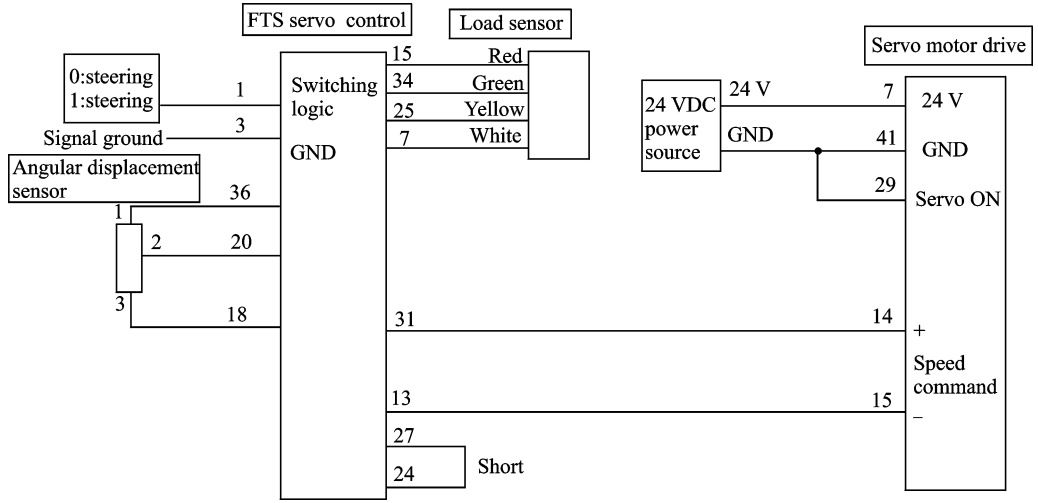 FTS servo control
Load sensor
Servo motor drive
0:steering
1:steering
1
Signal ground
3
Switching
logic
GND
15
Red
34
Green
25
Yellow
7
White
24 VDC
power
source
24 V
GND
7
24 V
41
GND
29
Servo ON
Angular displacement
sensor
1
36
2
20
3
18
31
14
+
Speed
command
13
15
−
27
24
Short